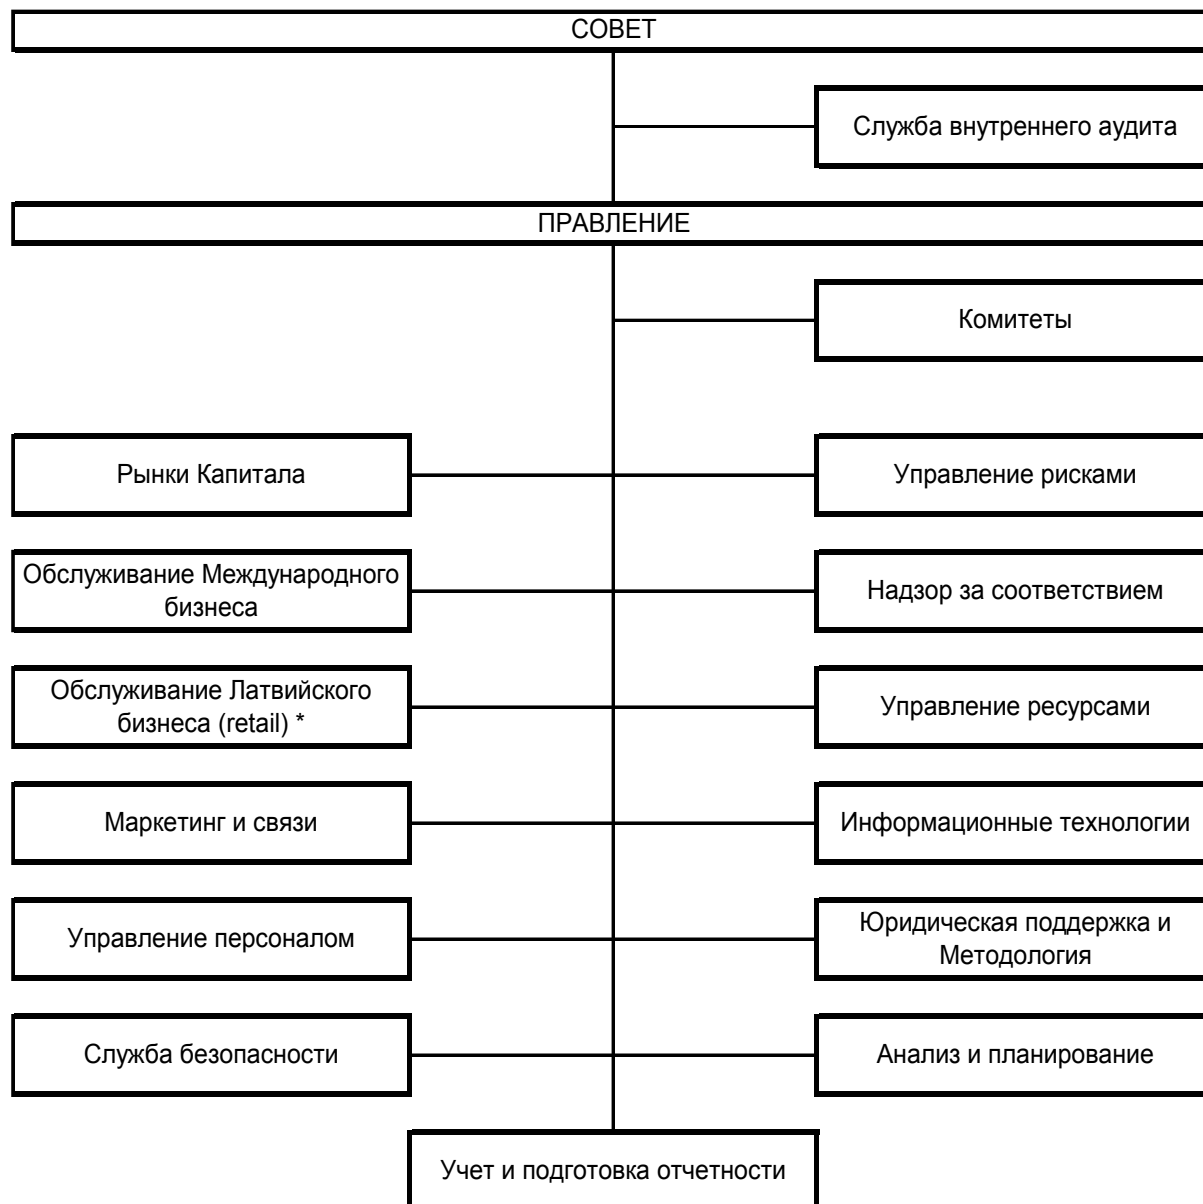 СОВЕТ
Служба внутреннего аудита
ПРАВЛЕНИЕ
Комитеты
Рынки Капитала
Управление рисками
Обслуживание Международного
бизнеса
Надзор за соответствием
Обслуживание Латвийского
бизнеса (retail) *
Управление ресурсами
Маркетинг и связи
Информационные технологии
Управление персоналом
Юридическая поддержка и
Методология
Служба безопасности
Анализ и планирование
Учет и подготовка отчетности